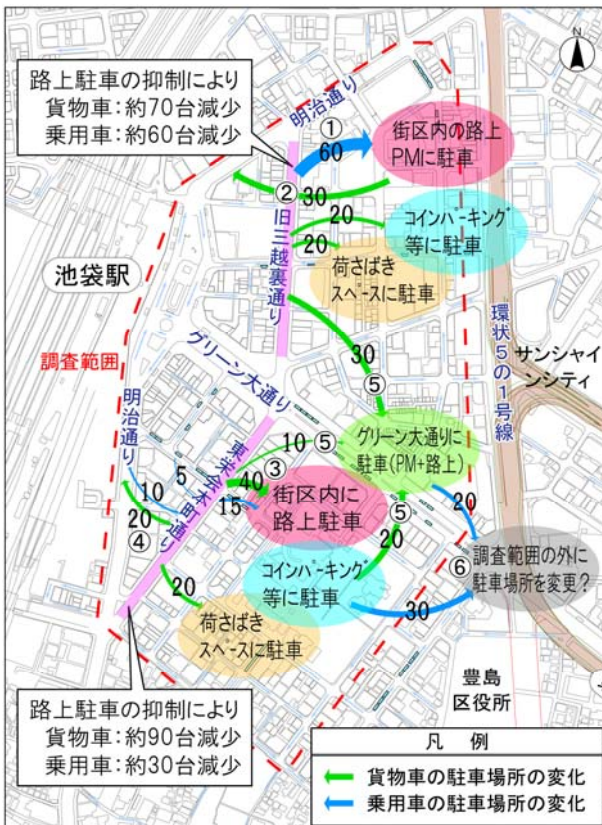 路上駐車の抑制により
貨物車：約70台減少
乗用車：約60台減少
明治通り
N
①
60
街区内の路上
PMに駐車
②
30
20
コインパーキング
等に駐車
20
荷さばき
スペースに駐車
旧三越裏通り
池袋駅
調査範囲
環状5の1号線
サンシャイ
ンシティ
30
⑤
グリーン大通り
明治通り
10
⑤
グリーン大通りに
駐車(PM+路上)
東栄会本町通り
③
40
5
15
10
街区内に
路上駐車
20
④
⑤
20
20
⑥
調査範囲の外に
駐車場所を変更？
コインパーキング
等に駐車
30
20
荷さばき
スペースに駐車
豊島
区役所
路上駐車の抑制により
貨物車：約90台減少
乗用車：約30台減少
凡 例
貨物車の駐車場所の変化
乗用車の駐車場所の変化